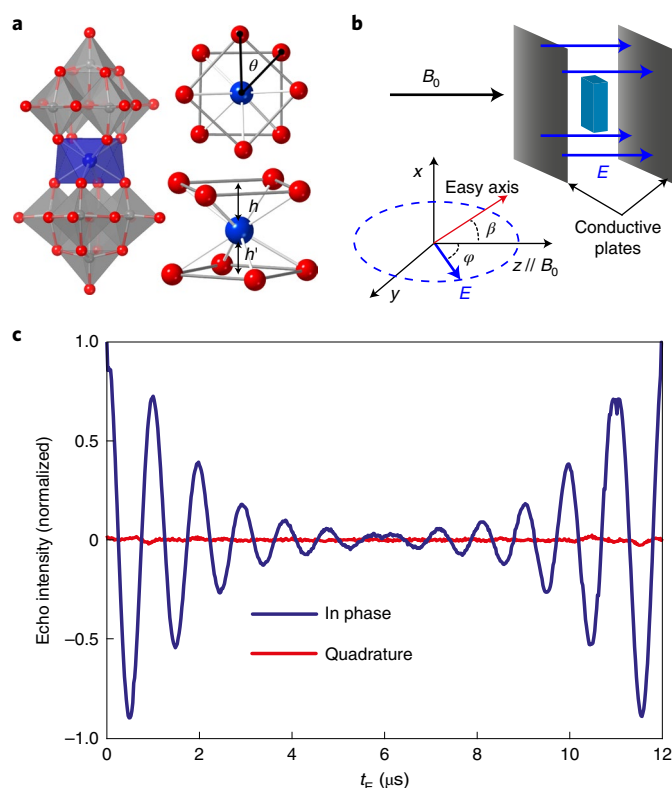 a
θ
h
h'
b
B0
E
Conductive
plates
x
Easy axis
β
φ
z // B0
y
E
c
Echo intensity (normalized)
1.0
0.5
0
−0.5
−1.0
In phase
Quadrature
0
2
4
6
8
10
12
tE (μs)